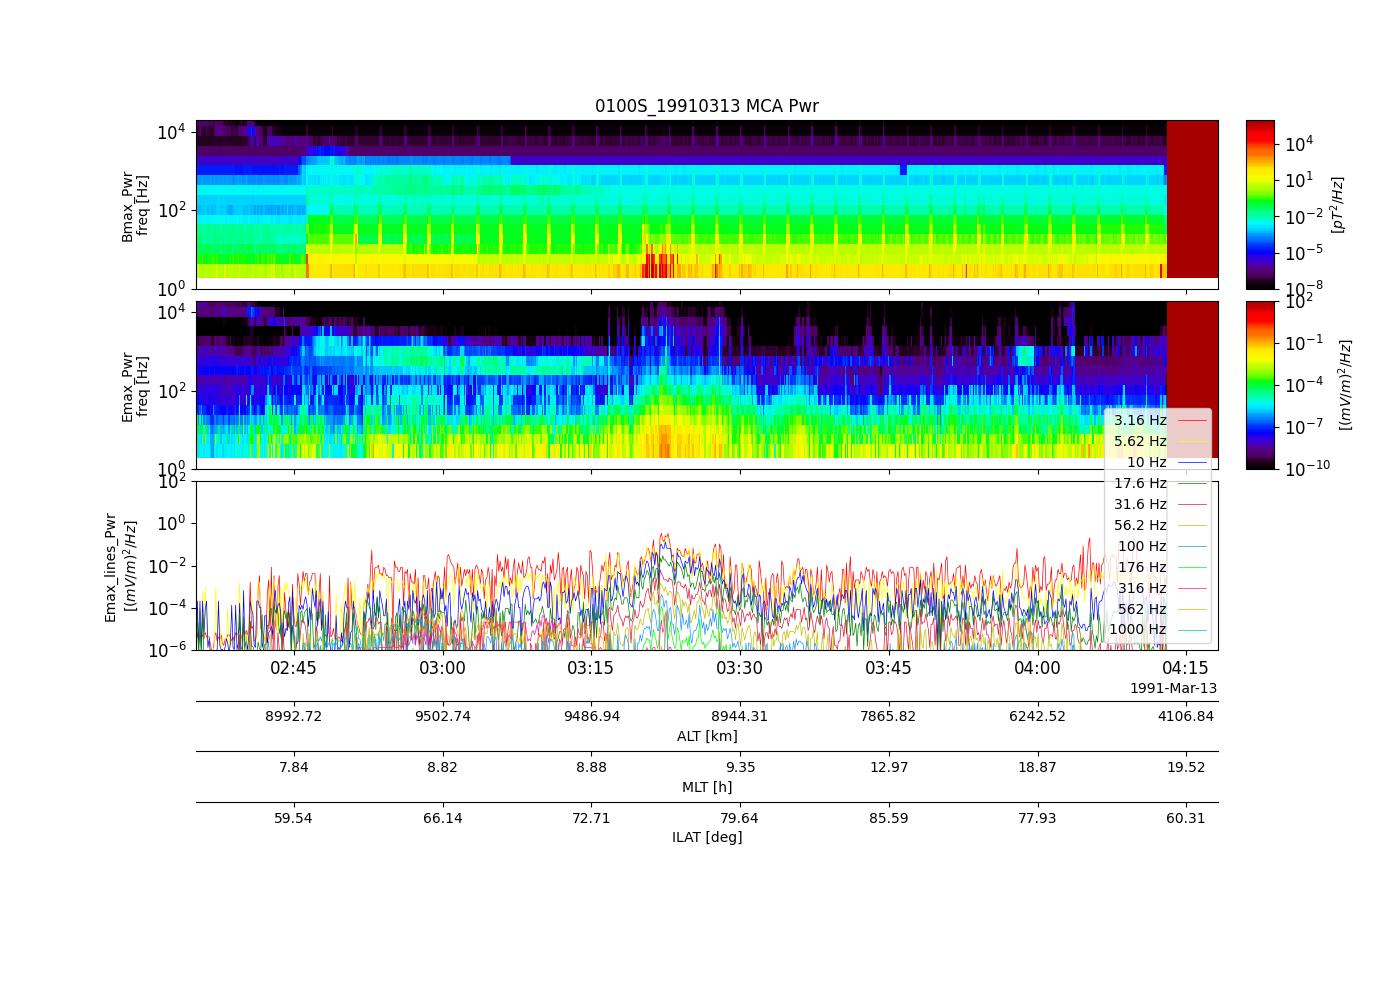 0100S_19910313 MCA Pwr
10^4
10^2
10^0
Bmax_Pwr
freq [Hz]
10^4
10^1
10^-2
10^-5
10^-8
[pT^2/Hz]
10^4
10^2
10^0
Emax_Pwr
freq [Hz]
10^2
10^-1
10^-4
10^-7
10^-10
[(mV/m)^2/Hz]
10^2
10^0
10^-2
10^-4
10^-6
Emax_lines_Pwr
[(mV/m)^2/Hz]
3.16 Hz
5.62 Hz
10 Hz
17.6 Hz
31.6 Hz
56.2 Hz
100 Hz
176 Hz
316 Hz
562 Hz
1000 Hz
02:45 03:00 03:15 03:30 03:45 04:00 04:15
1991-Mar-13
8992.72 9502.74 9486.94 8944.31 7865.82 6242.52 4106.84
ALT [km]
7.84 8.82 8.88 9.35 12.97 18.87 19.52
MLT [h]
59.54 66.14 72.71 79.64 85.59 77.93 60.31
ILAT [deg]